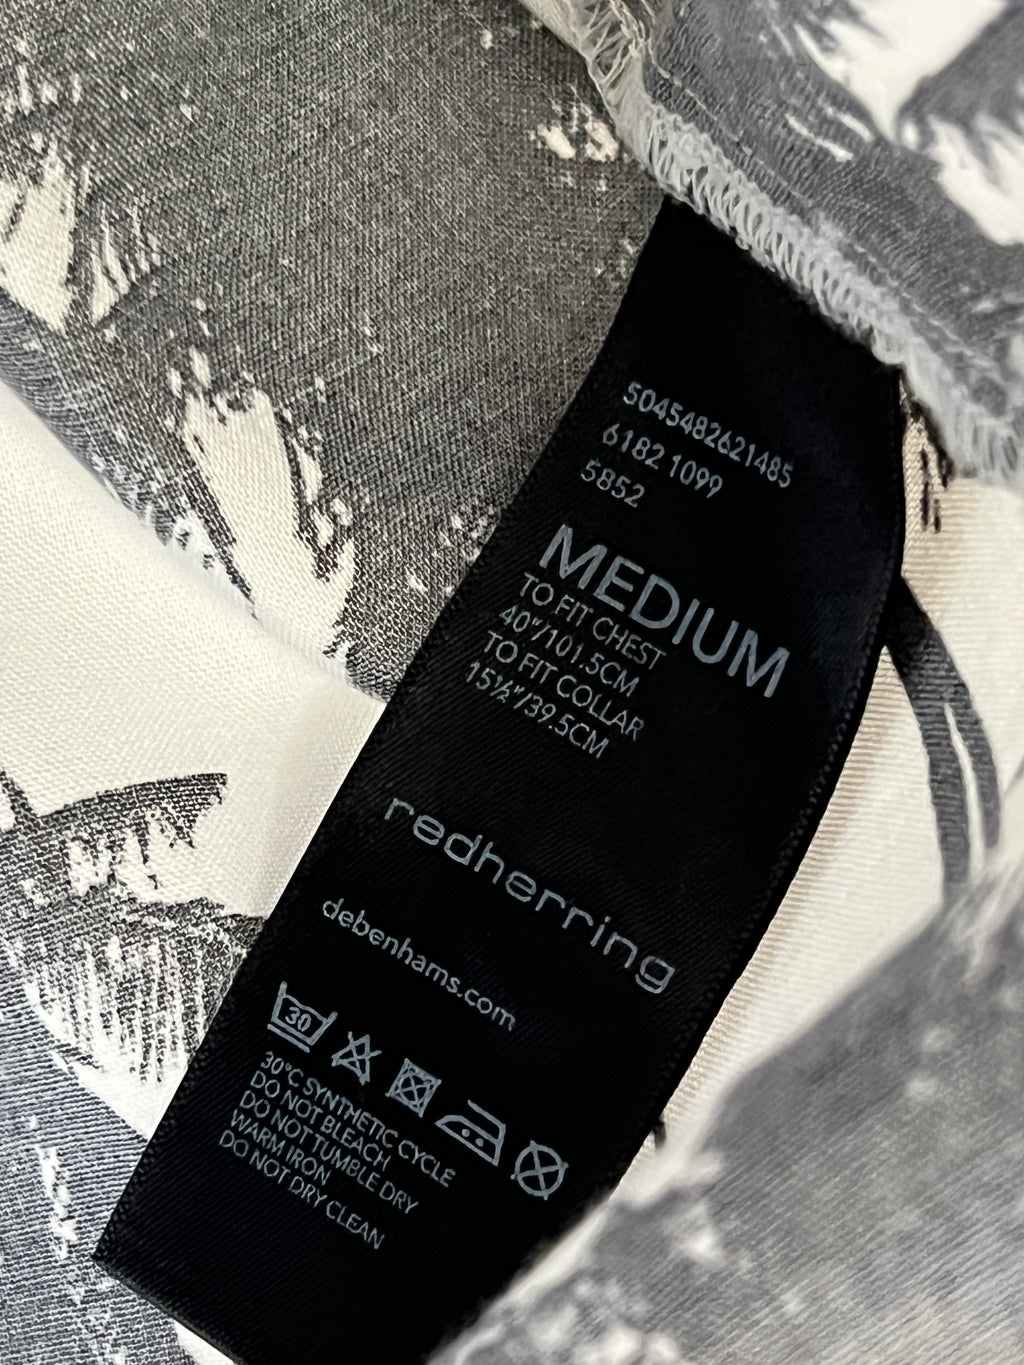 5045482621485
6182 1099
5852
MEDIUM
TO FIT CHEST
40"/101.5CM
TO FIT COLLAR
15½"/39.5CM
redherring
debenhams.com
30
30°C SYNTHETIC CYCLE
DO NOT BLEACH
DO NOT TUMBLE DRY
WARM IRON
DO NOT DRY CLEAN